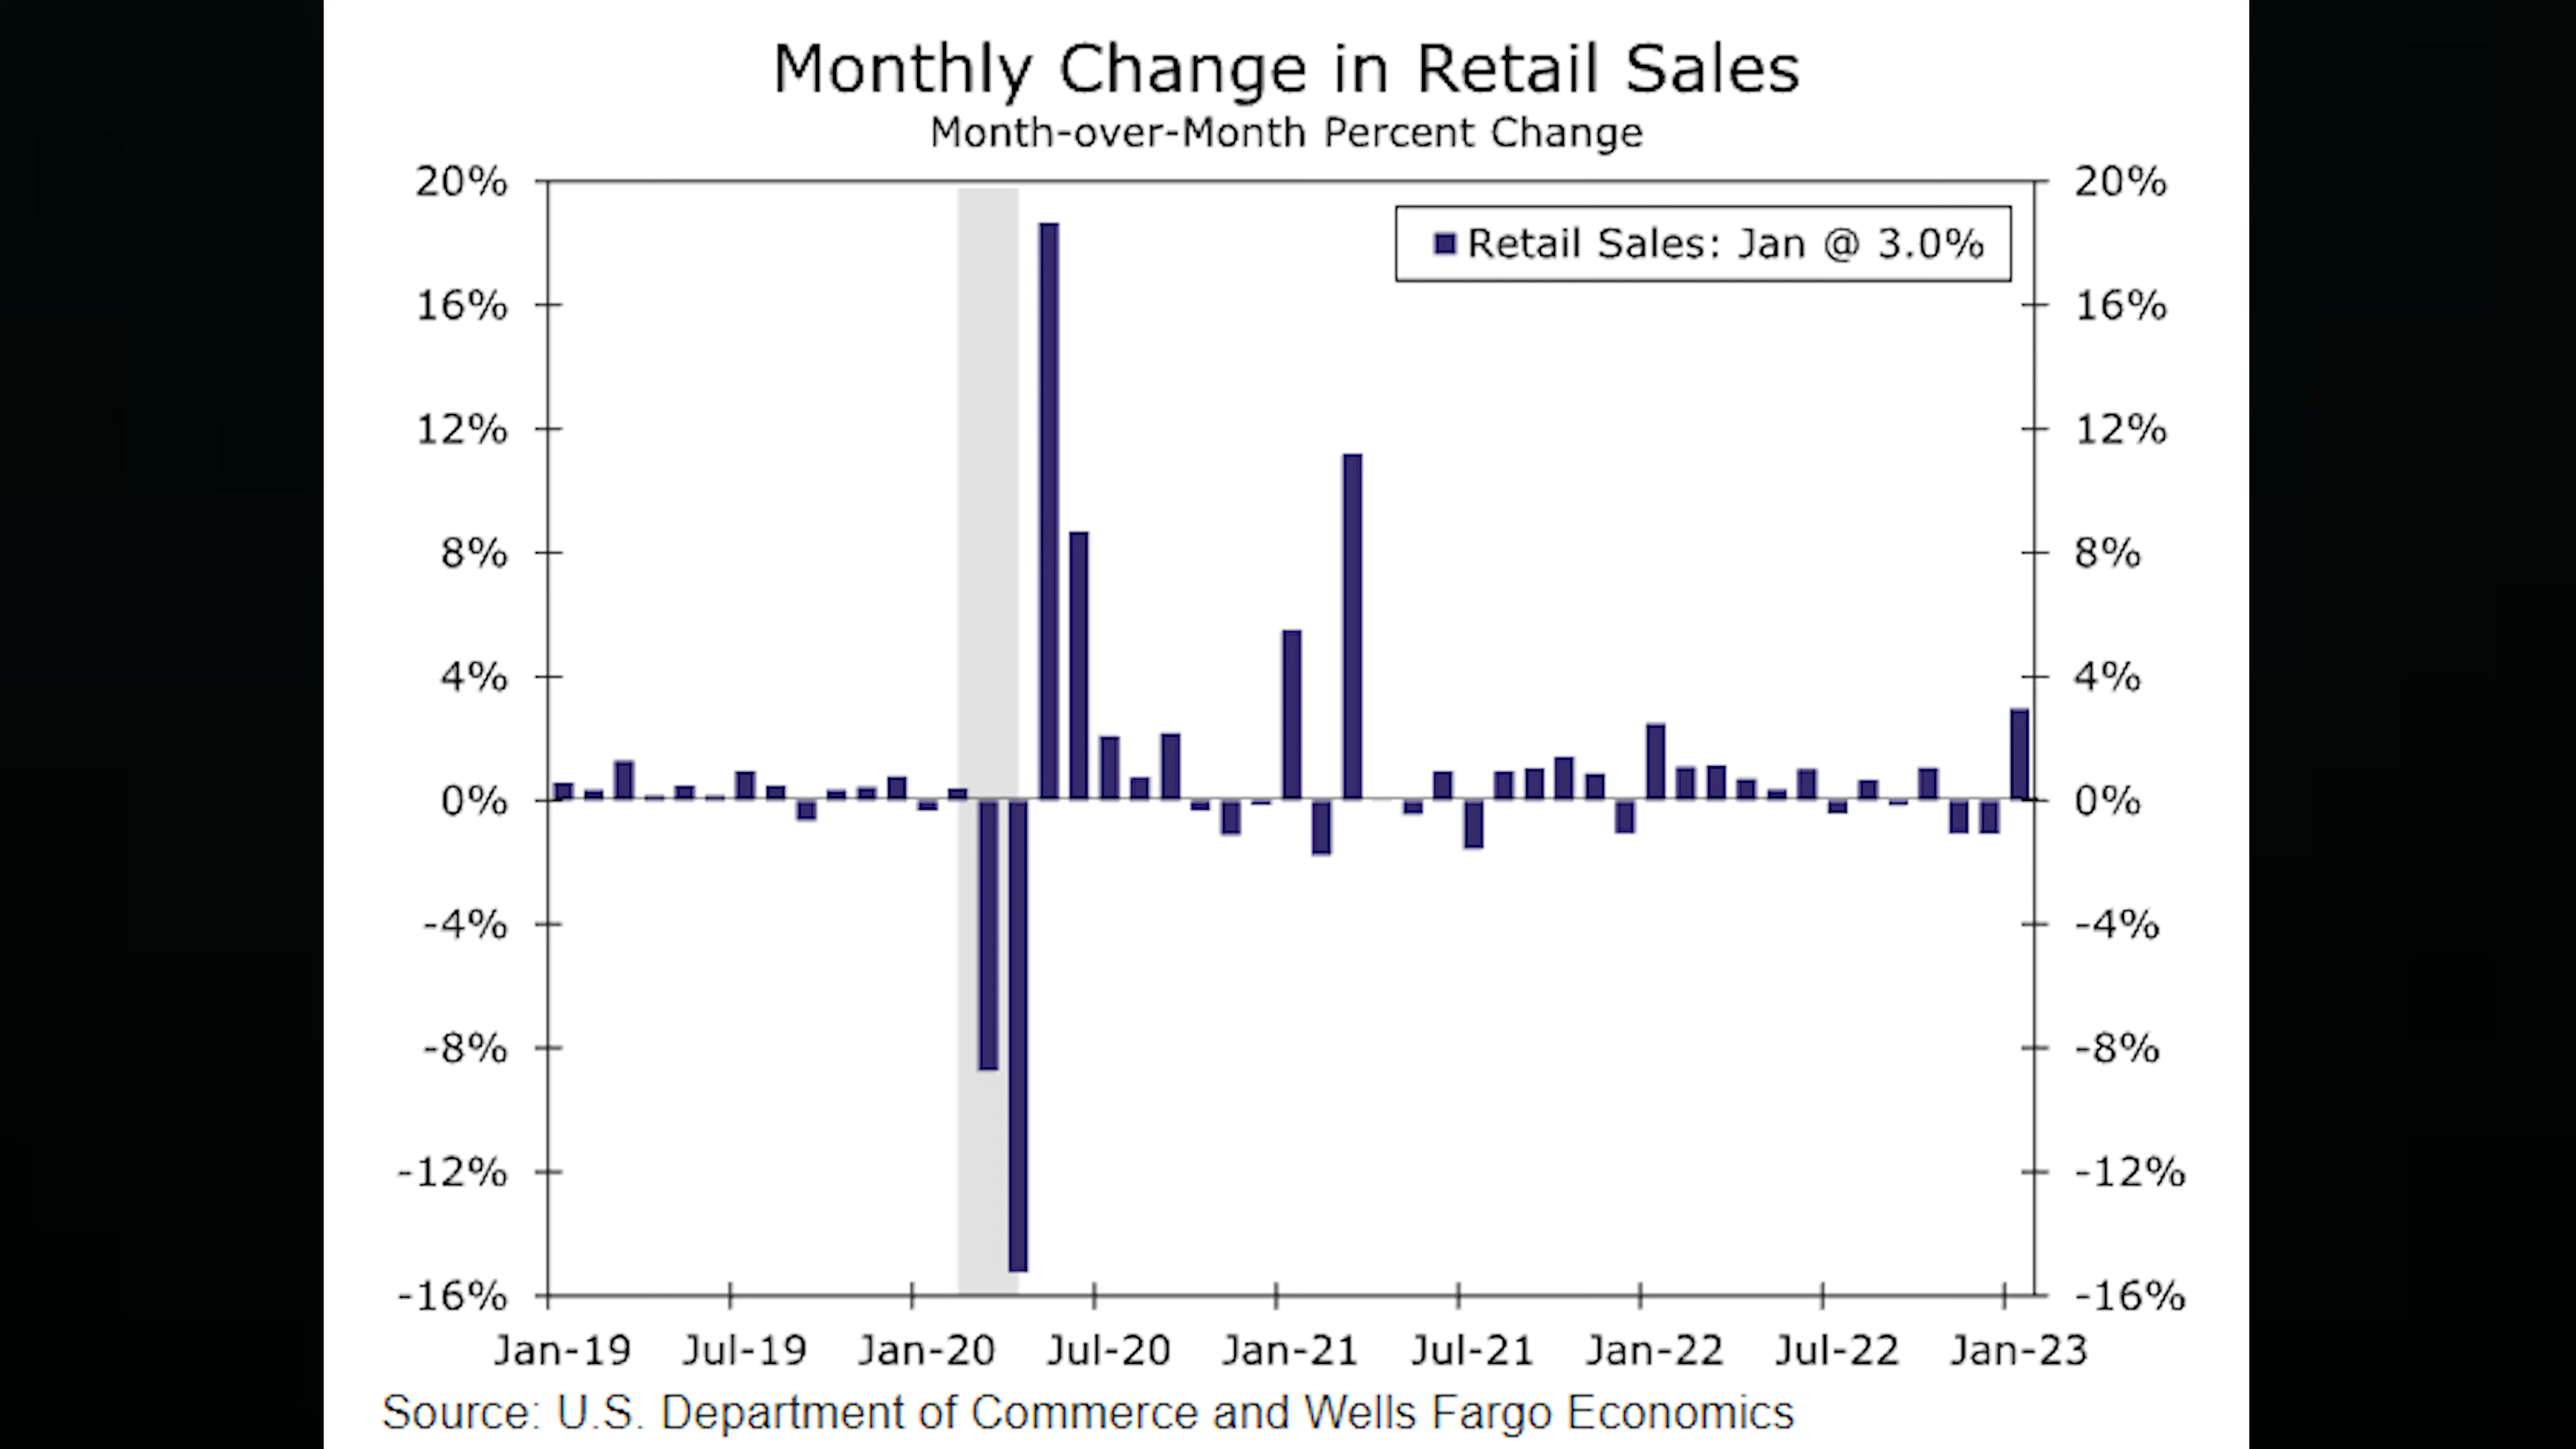 Monthly Change in Retail Sales
Month-over-Month Percent Change
20% 20%
Retail Sales: Jan @ 3.0%
16% 16%
12% 12%
8% 8%
4% 4%
0% 0%
-4% -4%
-8% -8%
-12% -12%
-16% -16%
Jan-19 Jul-19 Jan-20 Jul-20 Jan-21 Jul-21 Jan-22 Jul-22 Jan-23
Source: U.S. Department of Commerce and Wells Fargo Economics